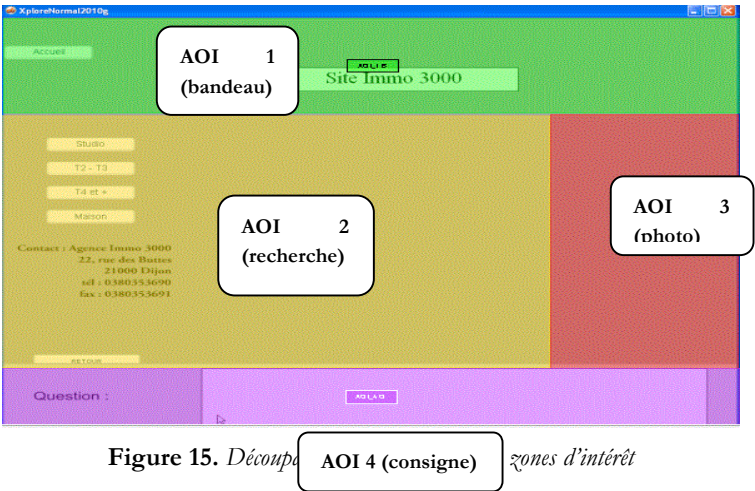 XploreNormal2010g
Accueil
AOI 1
(bandeau)
Site Immo 3000
Studio
T2 - T3
T4 et +
Maison
AOI 2
(recherche)
AOI 3
(photo)
Contact : Agence Immo 3000
22, rue des Buttes
21000 Dijon
tél : 0380353690
fax : 0380353691
RETOUR
Question :
Figure 15. zones d'intérêt
AOI 4 (consigne)